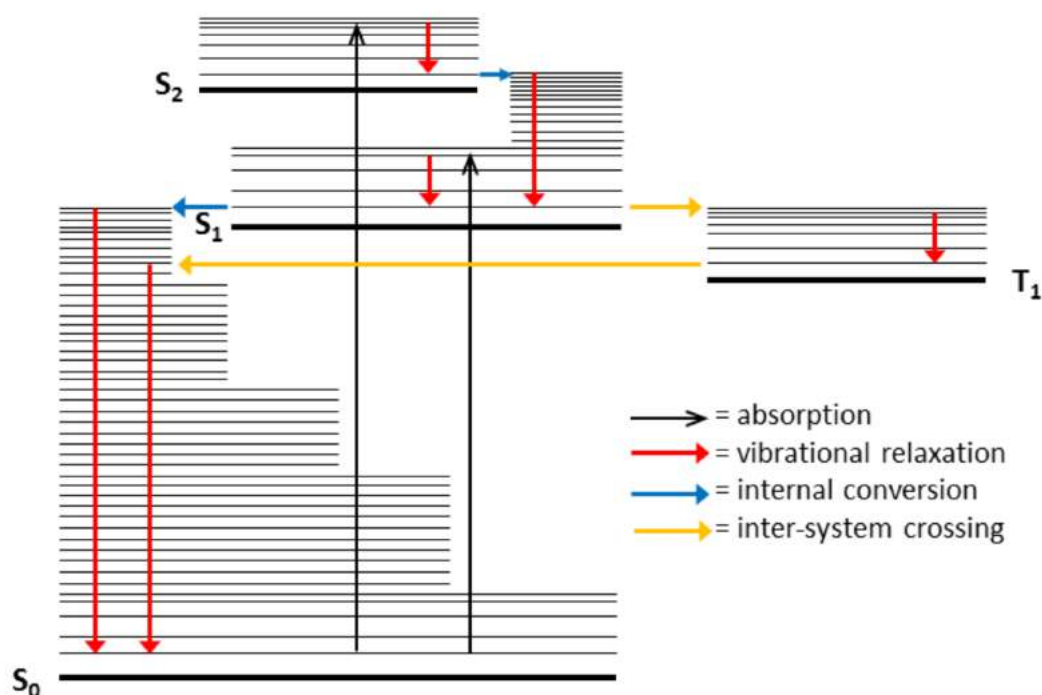 S₂
S₁
T₁
= absorption
= vibrational relaxation
= internal conversion
= inter-system crossing
S₀